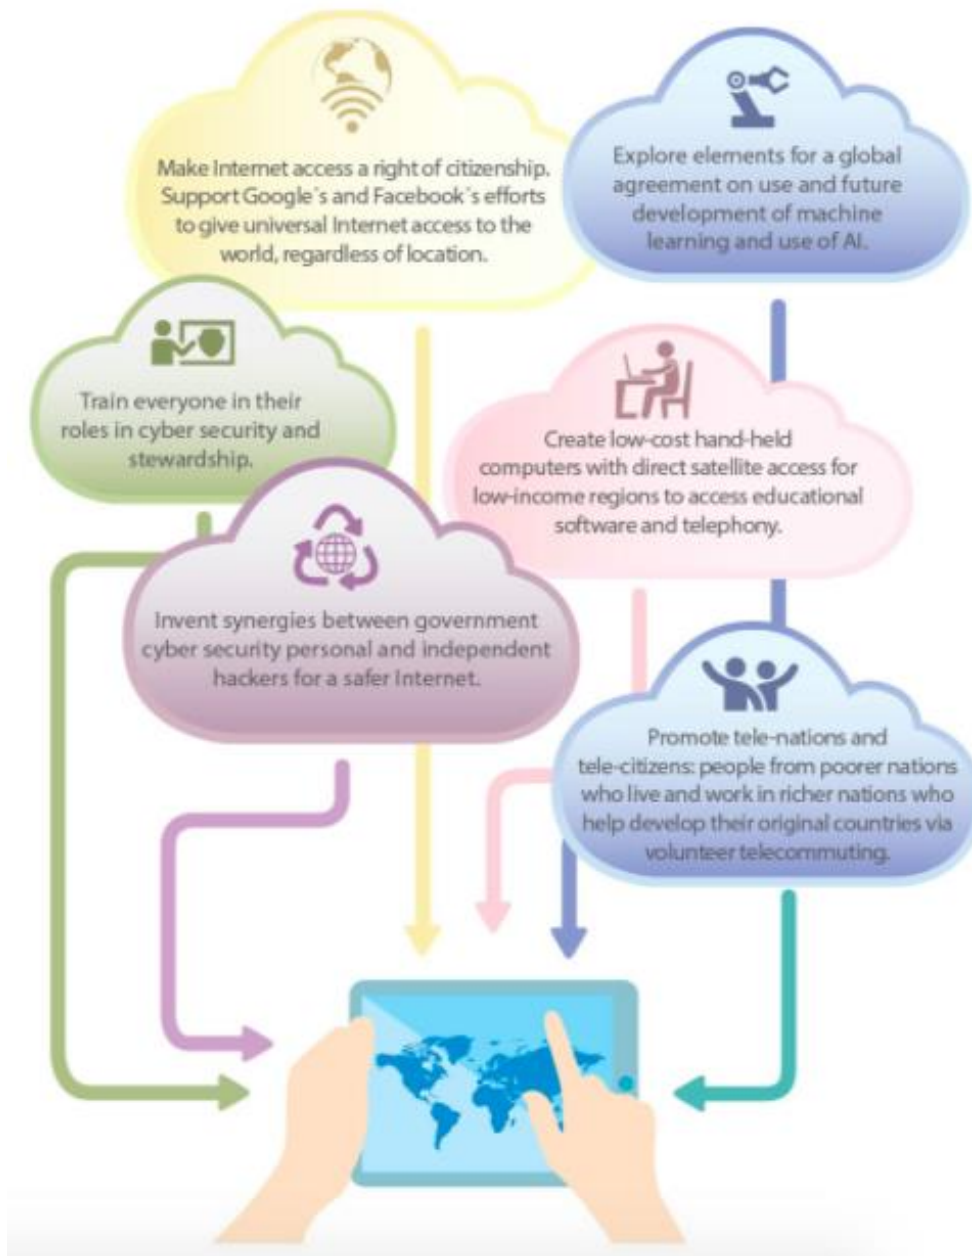 Make Internet access a right of citizenship.
Support Google´s and Facebook´s efforts
to give universal Internet access to the
world, regardless of location.
Explore elements for a global
agreement on use and future
development of machine
learning and use of AI.
Train everyone in their
roles in cyber security and
stewardship.
Create low-cost hand-held
computers with direct satellite access for
low-income regions to access educational
software and telephony.
Invent synergies between government
cyber security personal and independent
hackers for a safer Internet.
Promote tele-nations and
tele-citizens: people from poorer nations
who live and work in richer nations who
help develop their original countries via
volunteer telecommuting.